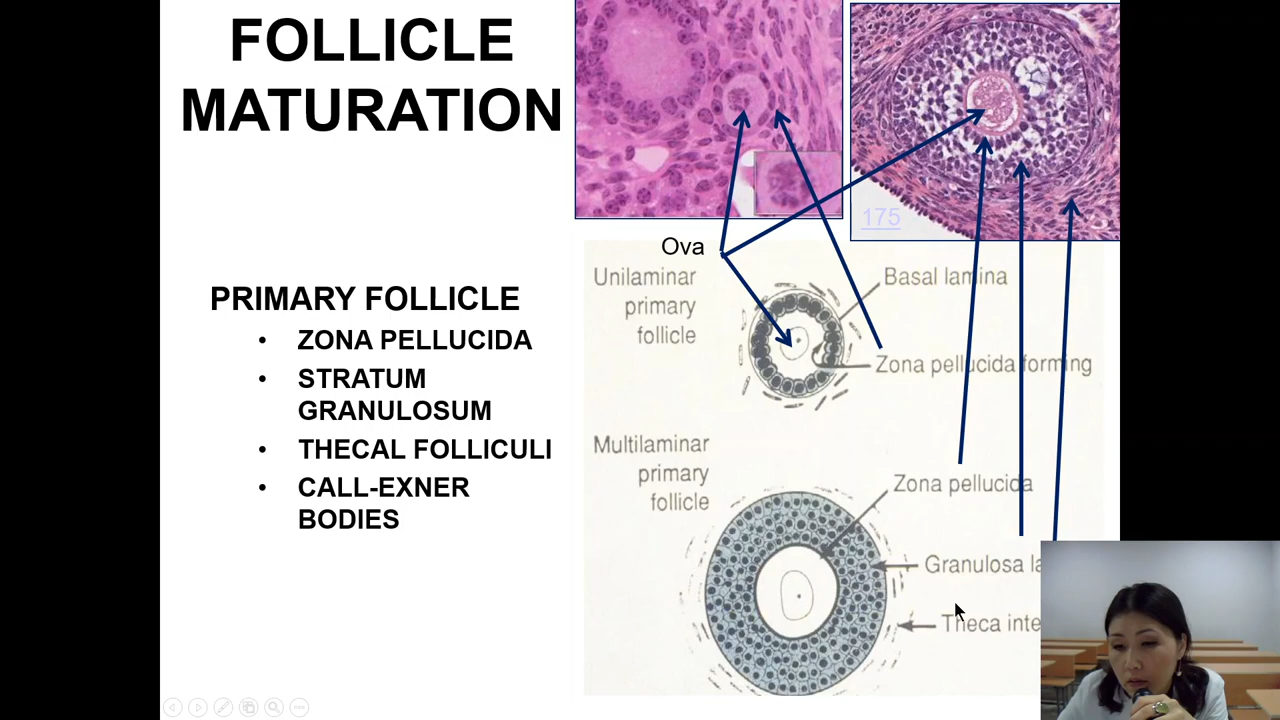 FOLLICLE
MATURATION
175
Ova
Unilaminar
primary
follicle
Basal lamina
Zona pellucida forming
PRIMARY FOLLICLE
• ZONA PELLUCIDA
• STRATUM
GRANULOSUM
• THECAL FOLLICULI
• CALL-EXNER
BODIES
Multilaminar
primary
follicle
Zona pellucida
Granulosa la
Theca inte